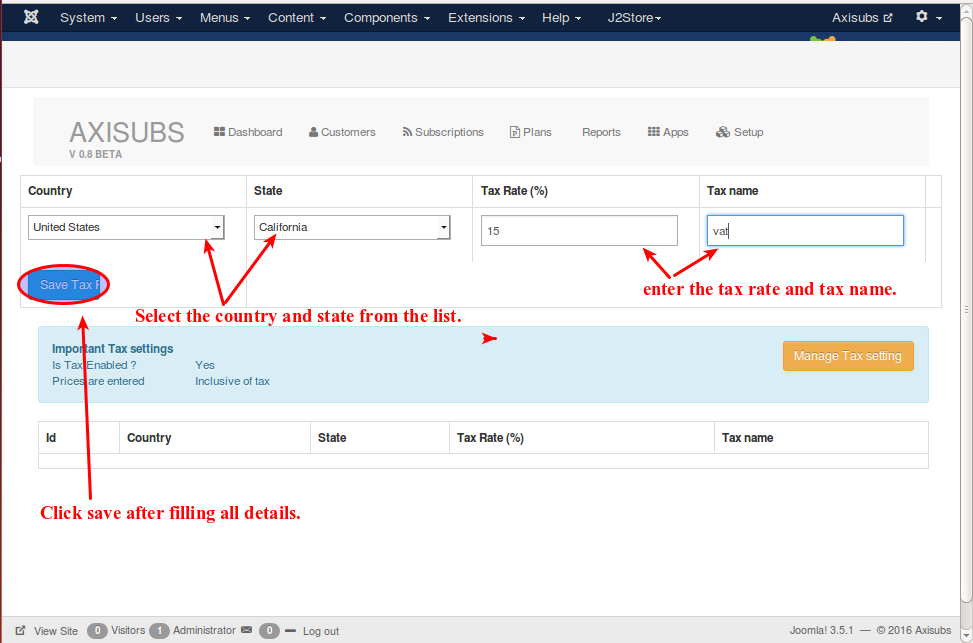 System Users Menus Content Components Extensions Help J2Store Axisubs
AXISUBS
V 0.8 BETA
Dashboard Customers Subscriptions Plans Reports Apps Setup
Country State Tax Rate (%) Tax name
United States California 15 vat
Save Tax R
enter the tax rate and tax name.
Select the country and state from the list.
Important Tax settings
Is Tax Enabled ? Yes
Prices are entered Inclusive of tax
Manage Tax setting
Id Country State Tax Rate (%) Tax name
Click save after filling all details.
View Site 0 Visitors 1 Administrator 0 Log out Joomla! 3.5.1 — © 2016 Axisubs